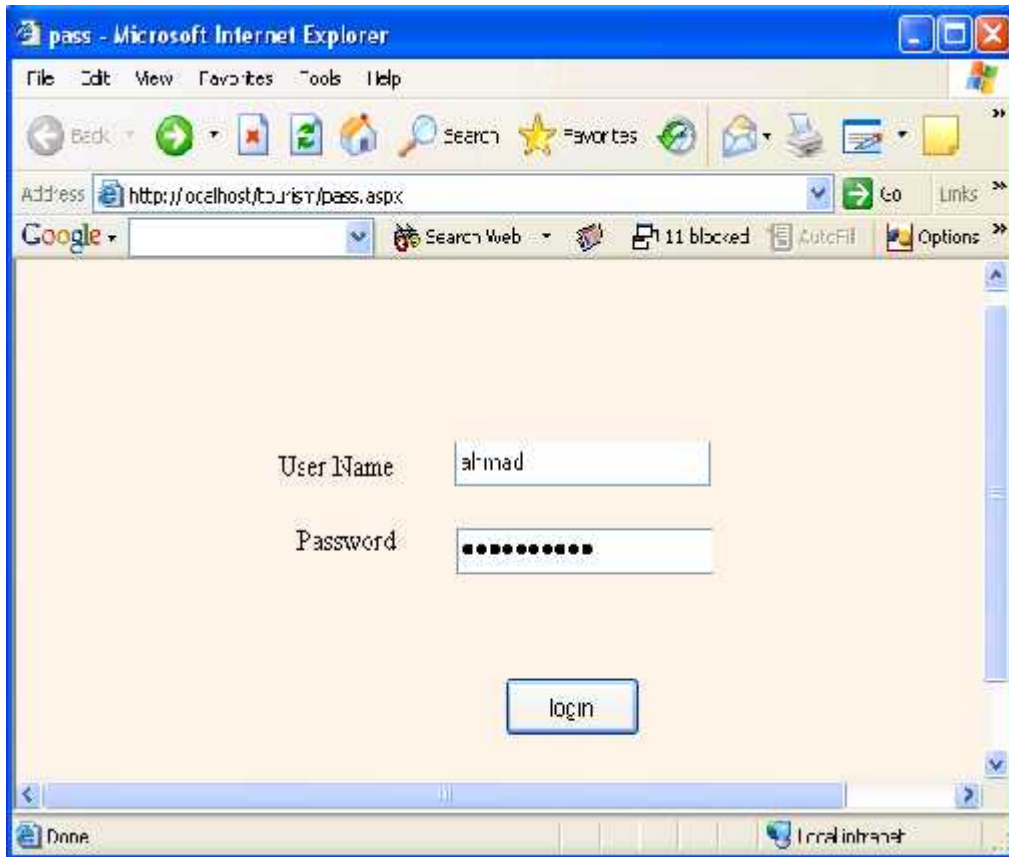 pass - Microsoft Internet Explorer
File Edit View Favorites Tools Help
Back Search Favorites
Address http://localhost/tourism/pass.aspx Go Links
Google Search Web 11 blocked AutoFill Options
User Name ahmad
Password ••••••••••
login
Done Local intranet